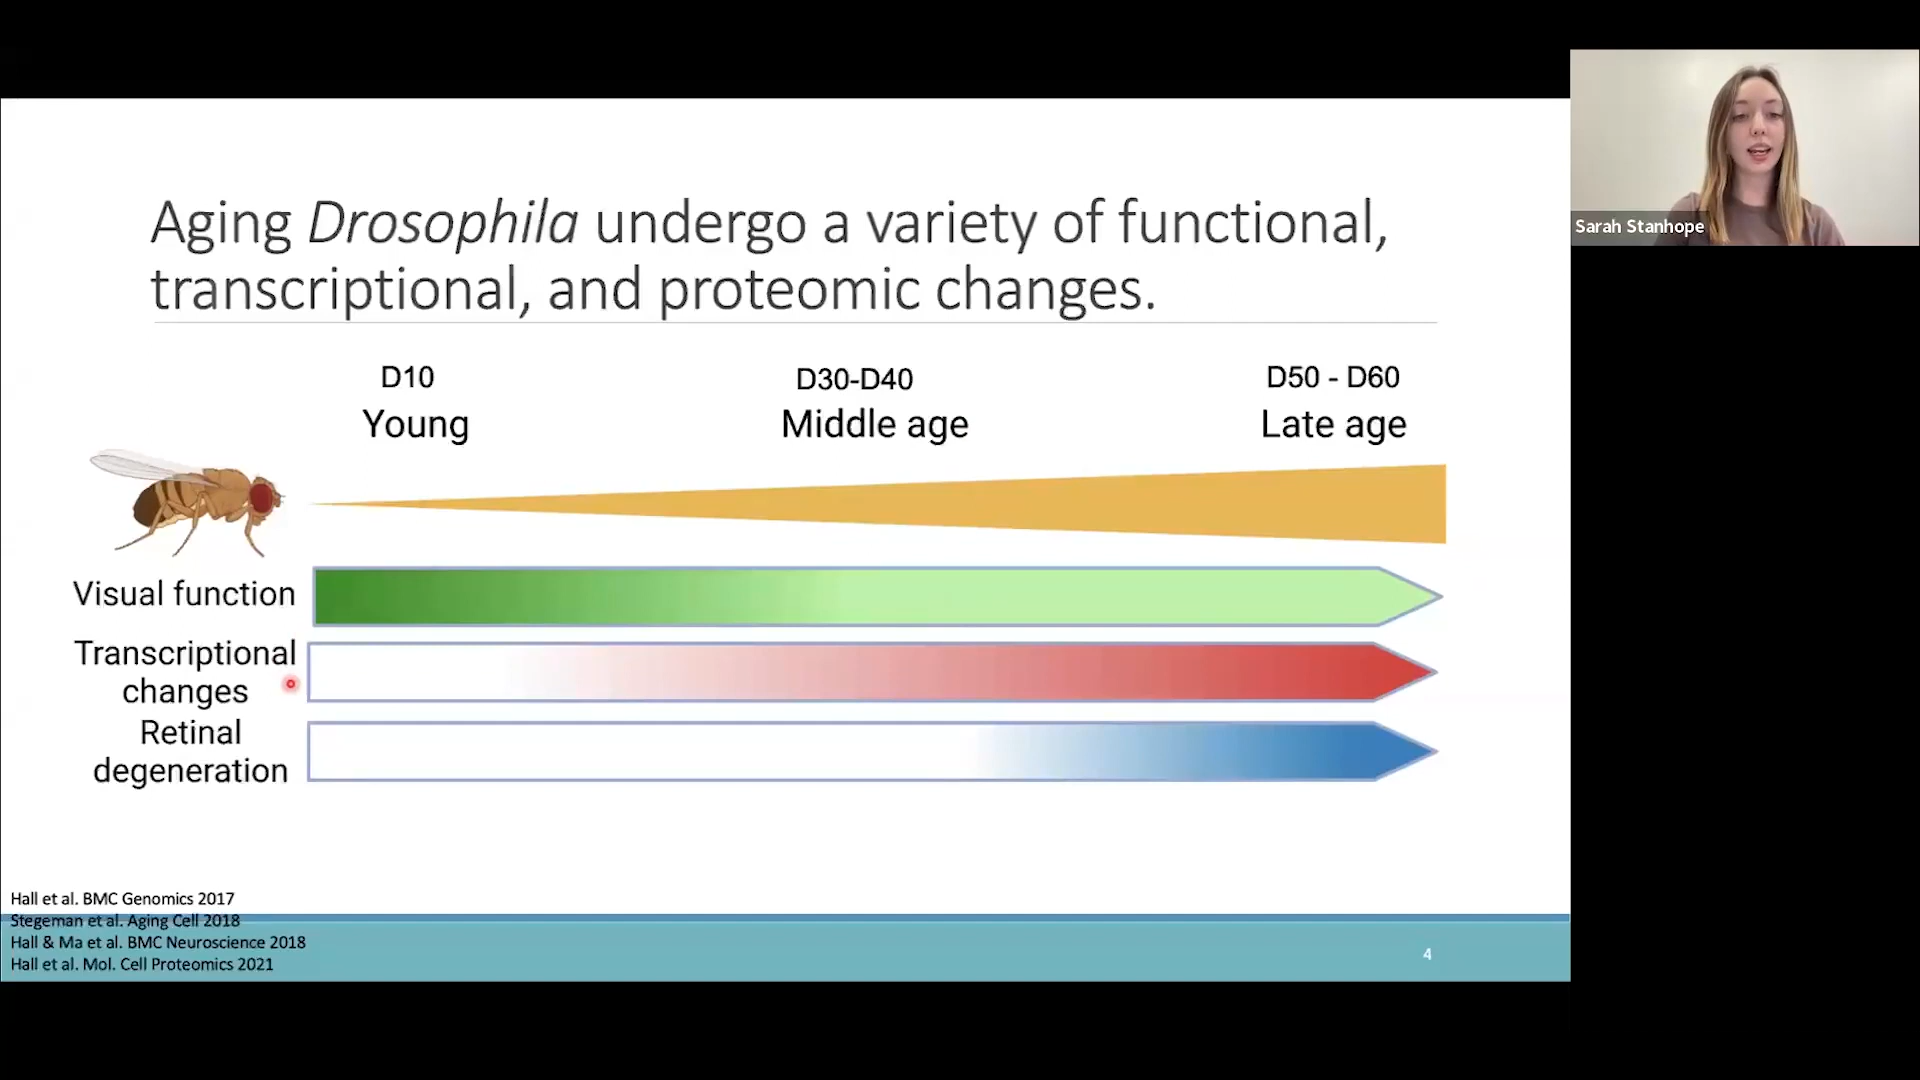 Sarah Stanhope
Aging Drosophila undergo a variety of functional,
transcriptional, and proteomic changes.
D10
Young
D30-D40
Middle age
D50 - D60
Late age
Visual function
Transcriptional
changes
Retinal
degeneration
Hall et al. BMC Genomics 2017
Stegeman et al. Aging Cell 2018
Hall & Ma et al. BMC Neuroscience 2018
Hall et al. Mol. Cell Proteomics 2021
4